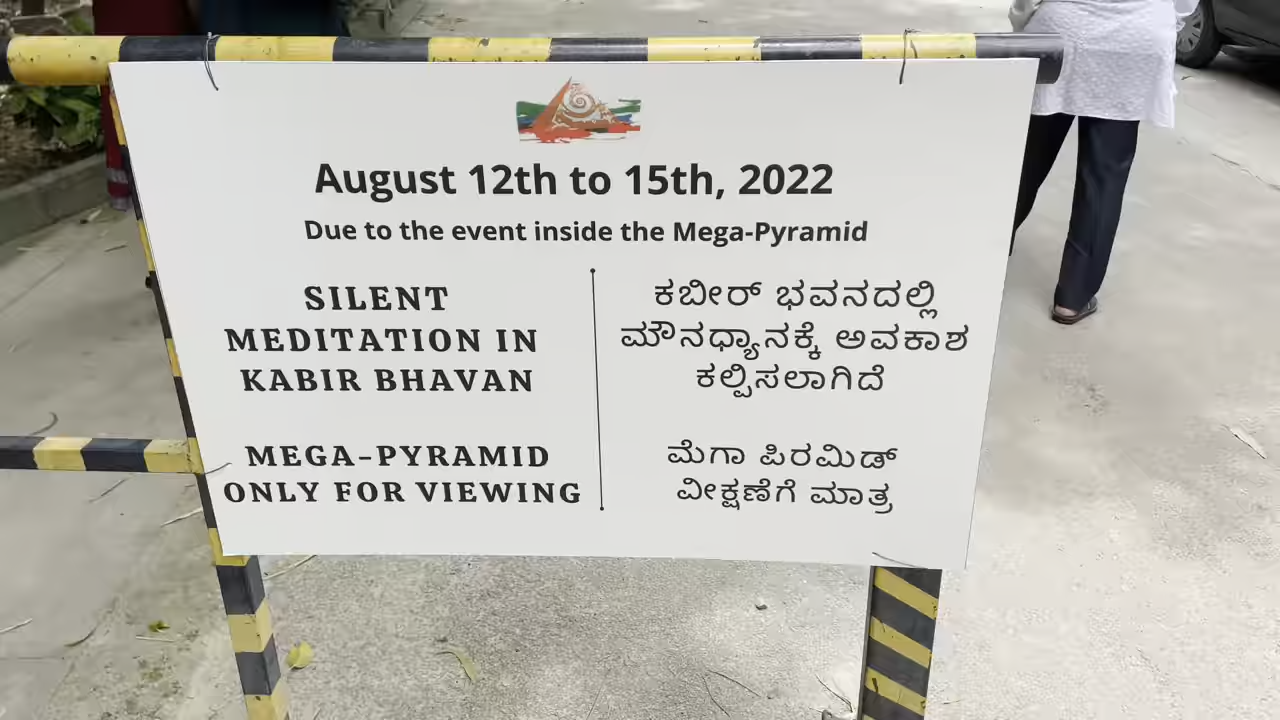 August 12th to 15th, 2022
Due to the event inside the Mega-Pyramid
SILENT
MEDITATION IN
KABIR BHAVAN
MEGA-PYRAMID
ONLY FOR VIEWING
ಕಬೀರ್ ಭವನದಲ್ಲಿ
ಮೌನಧ್ಯಾನಕ್ಕೆ ಅವಕಾಶ
ಕಲ್ಪಿಸಲಾಗಿದೆ
ಮೆಗಾ ಪಿರಮಿಡ್
ವೀಕ್ಷಣೆಗೆ ಮಾತ್ರ